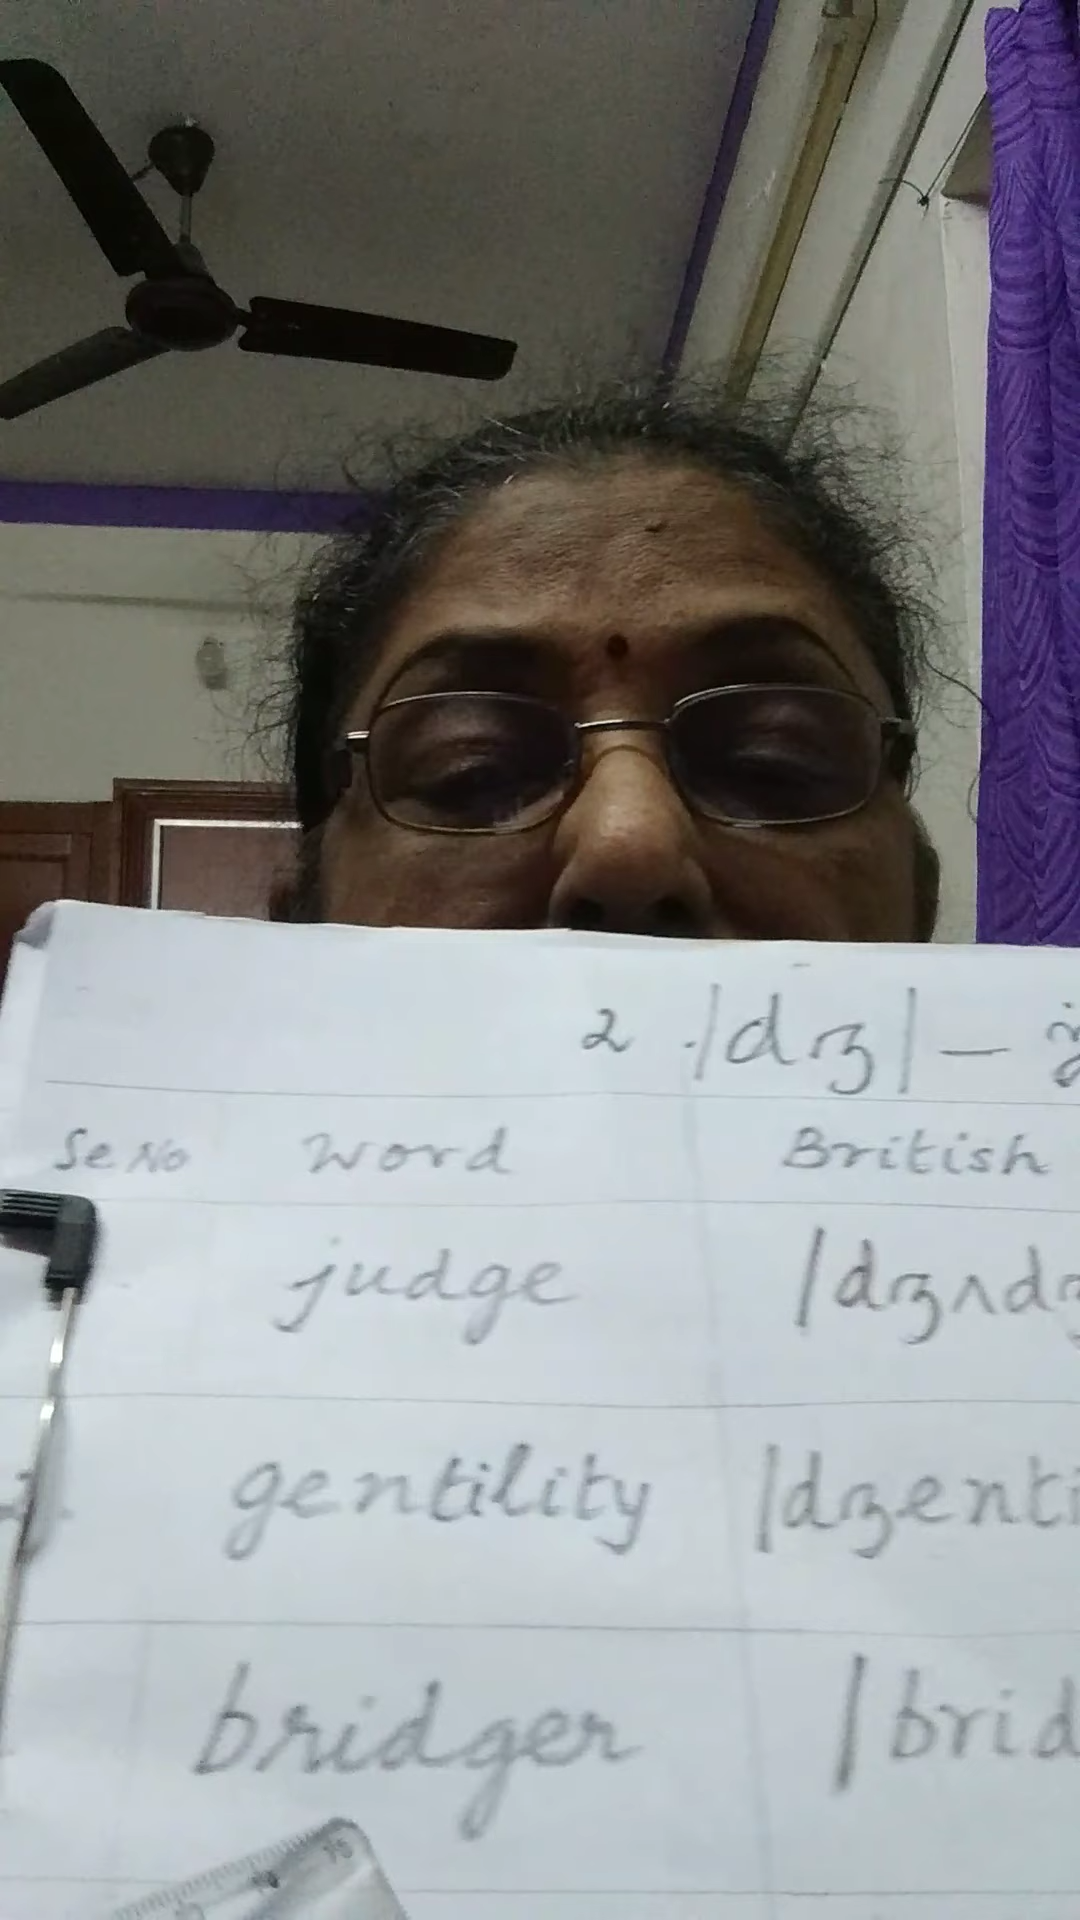 2. /dʒ/ –
Se No Word British
judge /dʒʌdʒ
gentility /dʒenti
bridger /brid